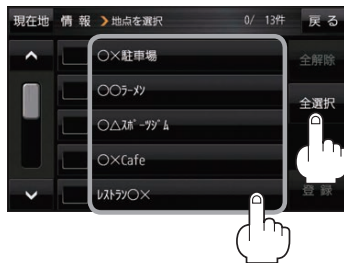 現在地 情 報 ❯地点を選択 0/ 13件 戻 る
○×駐車場
全解除
○○ﾗｰﾒﾝ
全選択
○△ｽﾎﾟｰﾂｼﾞﾑ
○×Cafe
ﾚｽﾄﾗﾝ○×
登 録